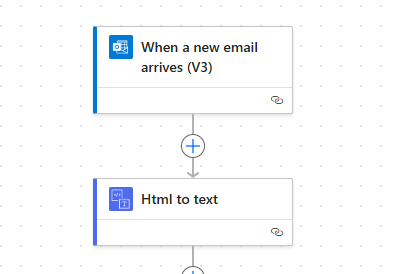 When a new email
arrives (V3)
Html to text